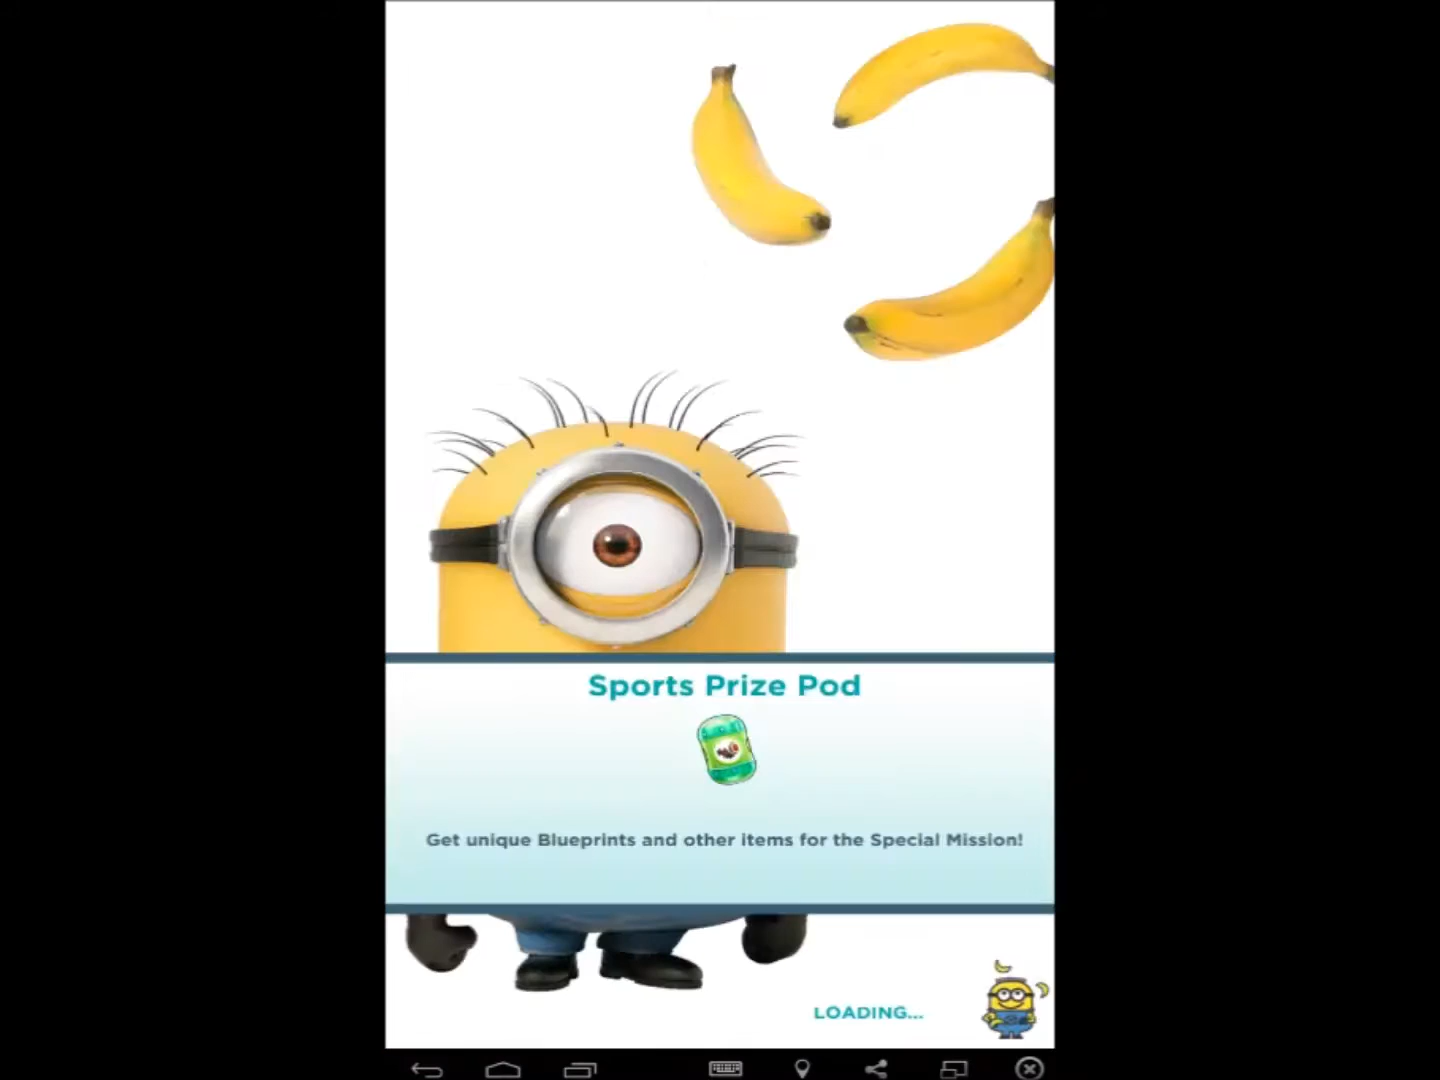 Sports Prize Pod
Get unique Blueprints and other items for the Special Mission!
LOADING...